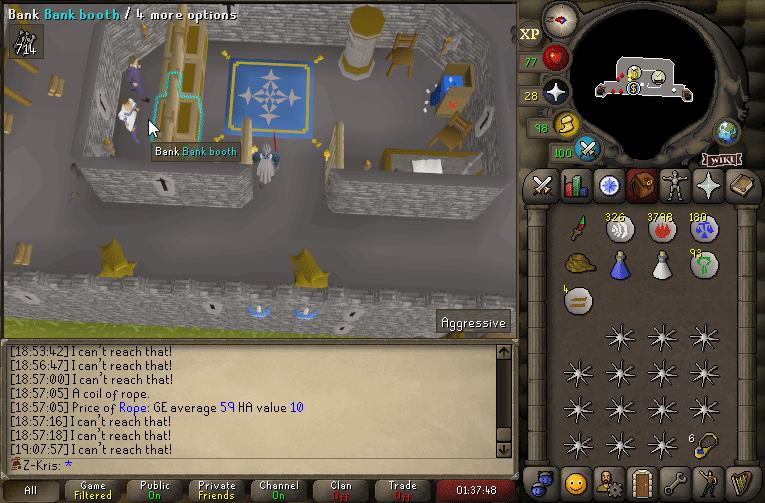 Bank Bank booth / 4 more options
714
Bank Bank booth
Aggressive
XP
77
28
98
100
WIKI
326
3798
180
93
4
6
[18:53:42] I can't reach that!
[18:56:47] I can't reach that!
[18:57:00] I can't reach that!
[18:57:05] A coil of rope.
[18:57:05] Price of Rope: GE average 59 HA value 10
[18:57:16] I can't reach that!
[18:57:18] I can't reach that!
[19:07:57] I can't reach that!
Z-Kris: *
All
Game
Filtered
Public
On
Private
Friends
Channel
On
Clan
Off
Trade
Off
01:37:48